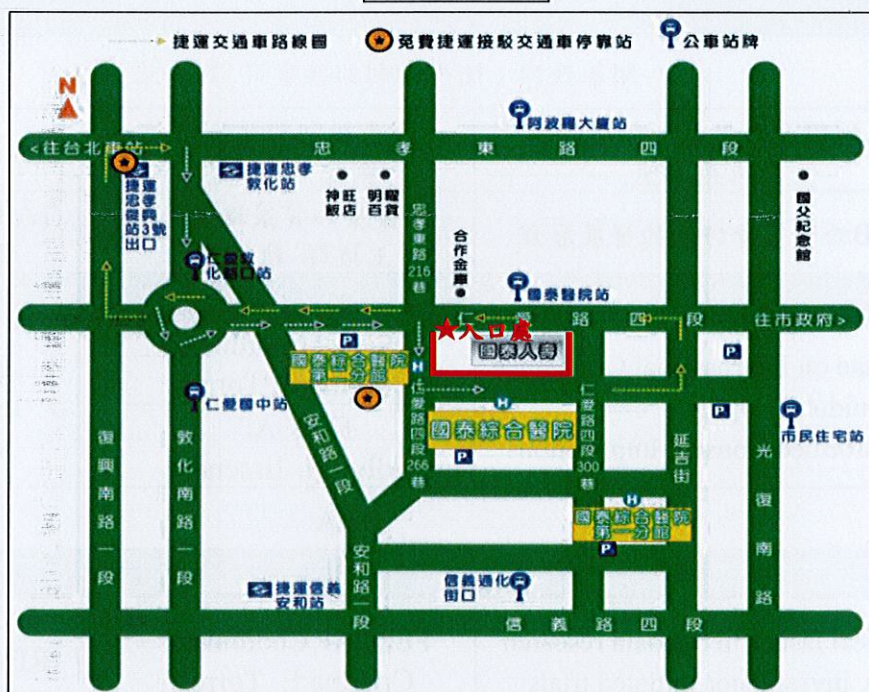 捷運交通車路線圖
免費捷運接駁交通車停靠站
公車站牌
N
阿波羅大廈站
<往台北車站
忠孝東路四段
捷運
忠孝
復興
站3號
出口
捷運忠孝
敦化站
神旺
飯店
明曜
百貨
忠孝東路216巷
合作金庫
國父紀念館
仁愛敦
化路口站
國泰醫院站
仁愛路四段
往市政府>
★入口處
國泰人壽
P
國泰綜合醫院
第二分館
H
P
仁愛國中站
仁愛路四段266巷
H
國泰綜合醫院
P
仁愛路四段300巷
延吉街
P
市民住宅站
復興南路一段
敦化南路一段
安和路一段
光復南路
H
國泰綜合醫院
第一分館
P
安和路一段
捷運信義
安和站
信義通化
街口
信義路四段